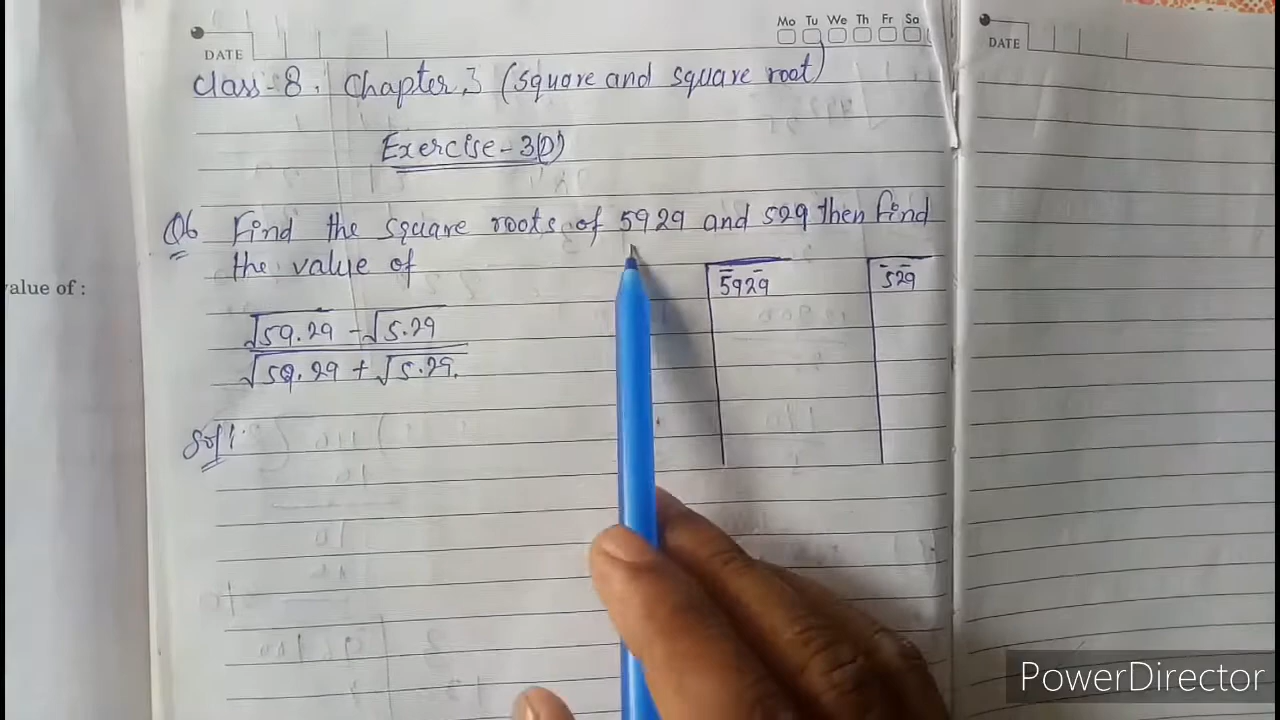 Mo Tu We Th Fr Sa
DATE
DATE
Class-8. Chapter.3 (square and square root)
Exercise-3(D)
Q6 Find the square roots of 5929 and 529 then find
the value of
alue of :
5929
529
√59.29 - √5.29
√59.29 + √5.29.
Sol!:
PowerDirector